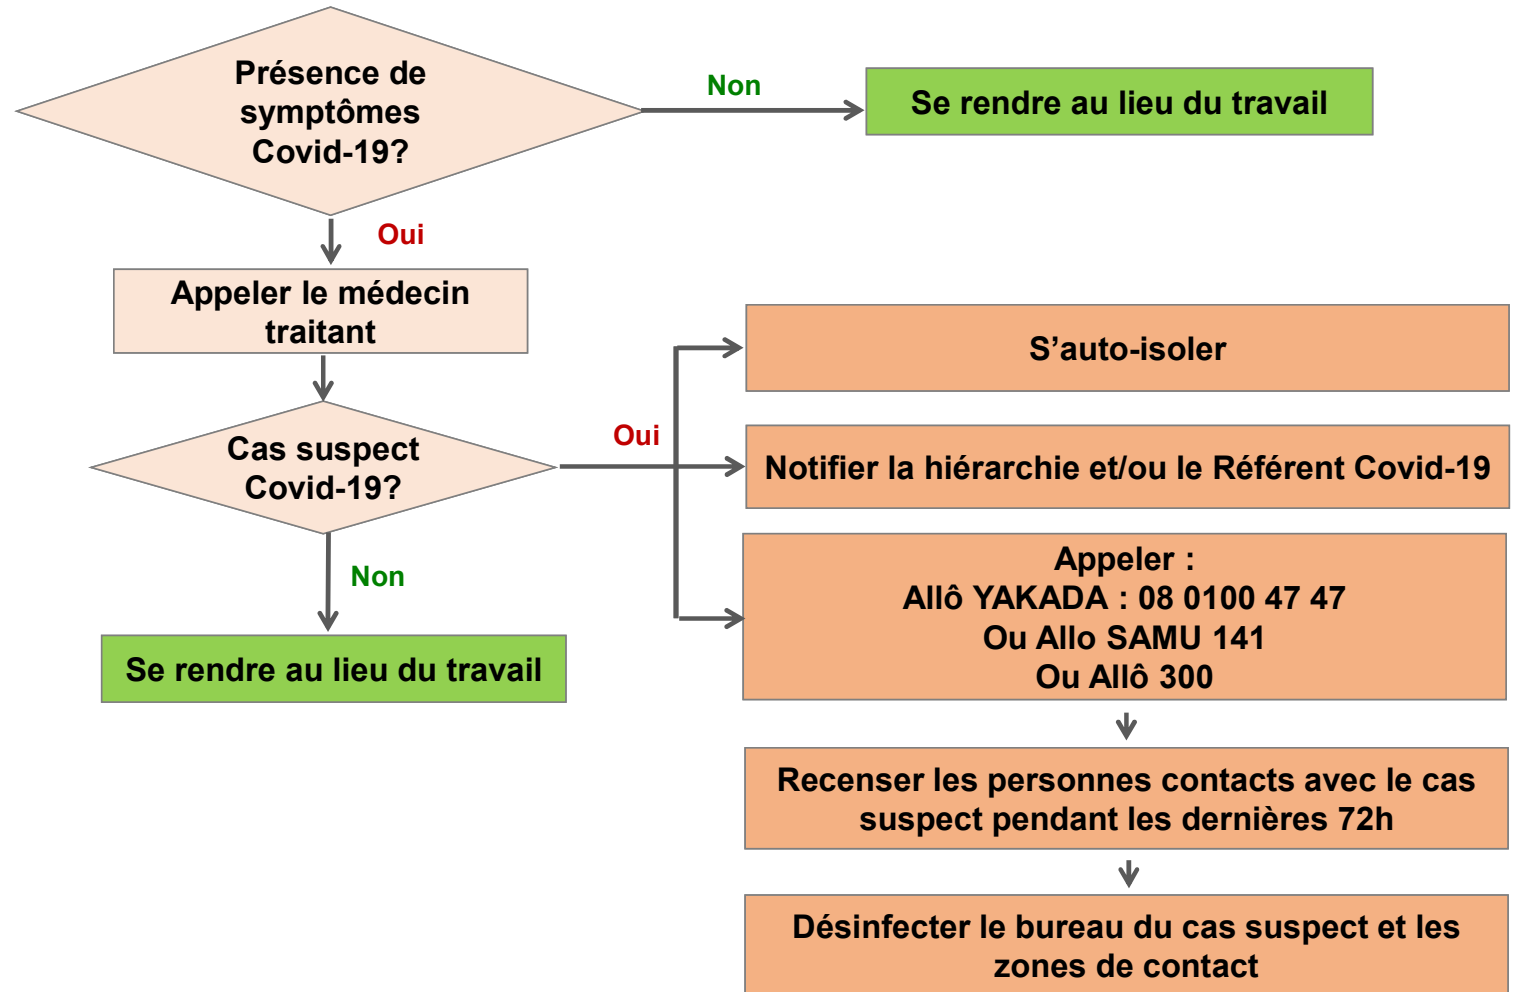 Présence de
symptômes
Covid-19?
Non
Se rendre au lieu du travail
Oui
Appeler le médecin
traitant
Cas suspect
Covid-19?
Oui
S’auto-isoler
Notifier la hiérarchie et/ou le Référent Covid-19
Appeler :
Allô YAKADA : 08 0100 47 47
Ou Allo SAMU 141
Ou Allô 300
Non
Se rendre au lieu du travail
Recenser les personnes contacts avec le cas
suspect pendant les dernières 72h
Désinfecter le bureau du cas suspect et les
zones de contact